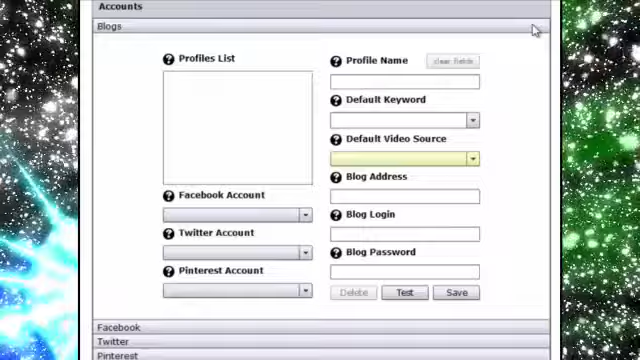 Accounts
Blogs
Profiles List
Facebook Account
Twitter Account
Pinterest Account
Profile Name
clear fields
Default Keyword
Default Video Source
Blog Address
Blog Login
Blog Password
Delete
Test
Save
Facebook
Twitter
Pinterest